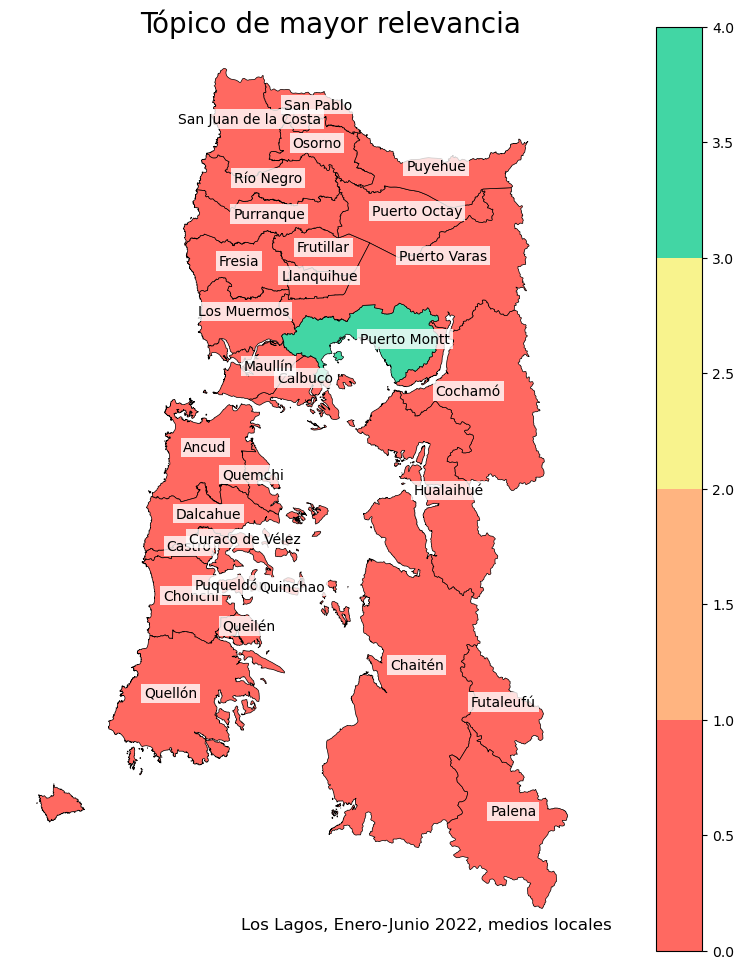 Tópico de mayor relevancia
4.0
San Pablo
San Juan de la Costa
Osorno
3.5
Puyehue
Río Negro
Purranque
Puerto Octay
Frutillar
Puerto Varas
Fresia
3.0
Llanquihue
Los Muermos
Puerto Montt
Maullín
2.5
Calbuco
Cochamó
Ancud
Quemchi
Hualaihué
2.0
Dalcahue
Curaco de Vélez
Castro
Puqueldó
Quinchao
Chonchi
1.5
Queilén
Chaitén
Quellón
Futaleufú
1.0
Palena
0.5
Los Lagos, Enero-Junio 2022, medios locales
0.0